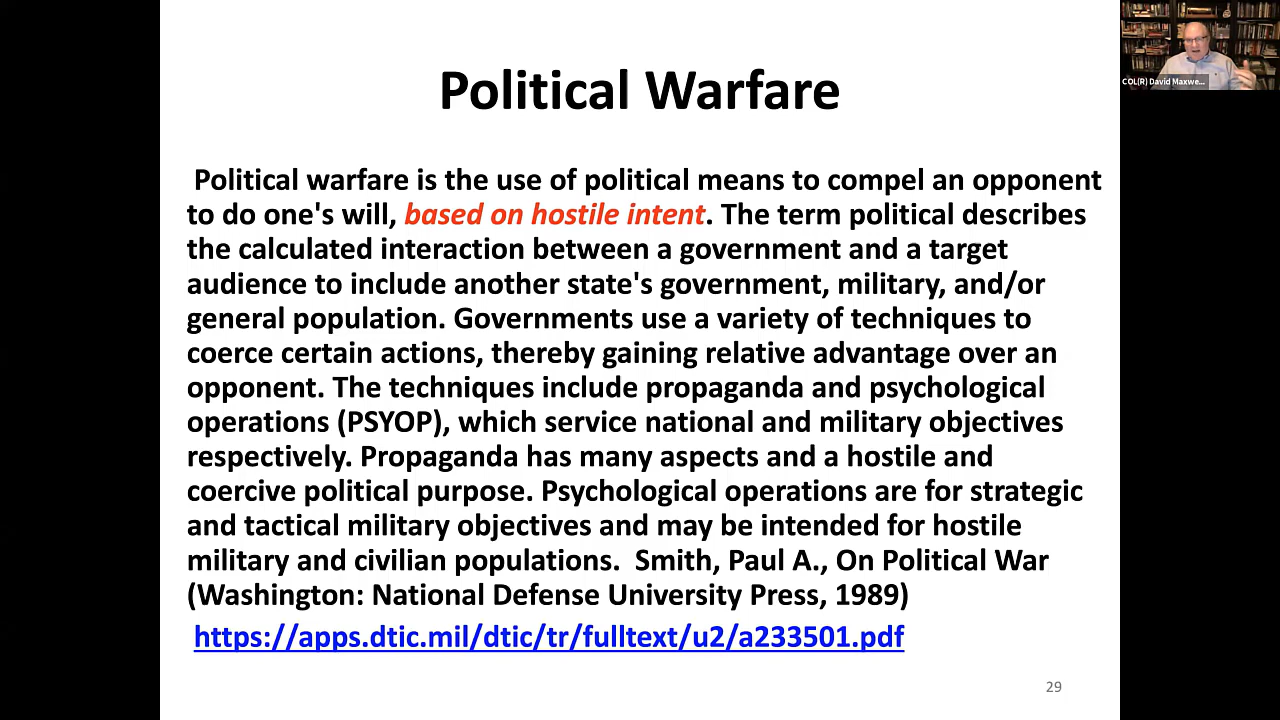 Political Warfare
COL(R) David Maxwe...
Political warfare is the use of political means to compel an opponent
to do one's will, based on hostile intent. The term political describes
the calculated interaction between a government and a target
audience to include another state's government, military, and/or
general population. Governments use a variety of techniques to
coerce certain actions, thereby gaining relative advantage over an
opponent. The techniques include propaganda and psychological
operations (PSYOP), which service national and military objectives
respectively. Propaganda has many aspects and a hostile and
coercive political purpose. Psychological operations are for strategic
and tactical military objectives and may be intended for hostile
military and civilian populations.  Smith, Paul A., On Political War
(Washington: National Defense University Press, 1989)
https://apps.dtic.mil/dtic/tr/fulltext/u2/a233501.pdf
29